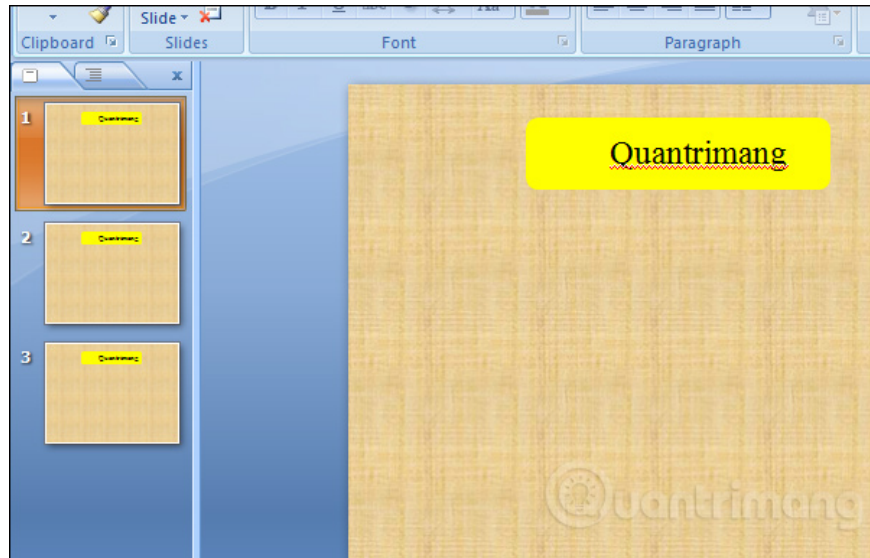 Slide
Clipboard
Slides
Font
Paragraph
1
Quantrimang
2
Quantrimang
3
Quantrimang
Quantrimang
Quantrimang